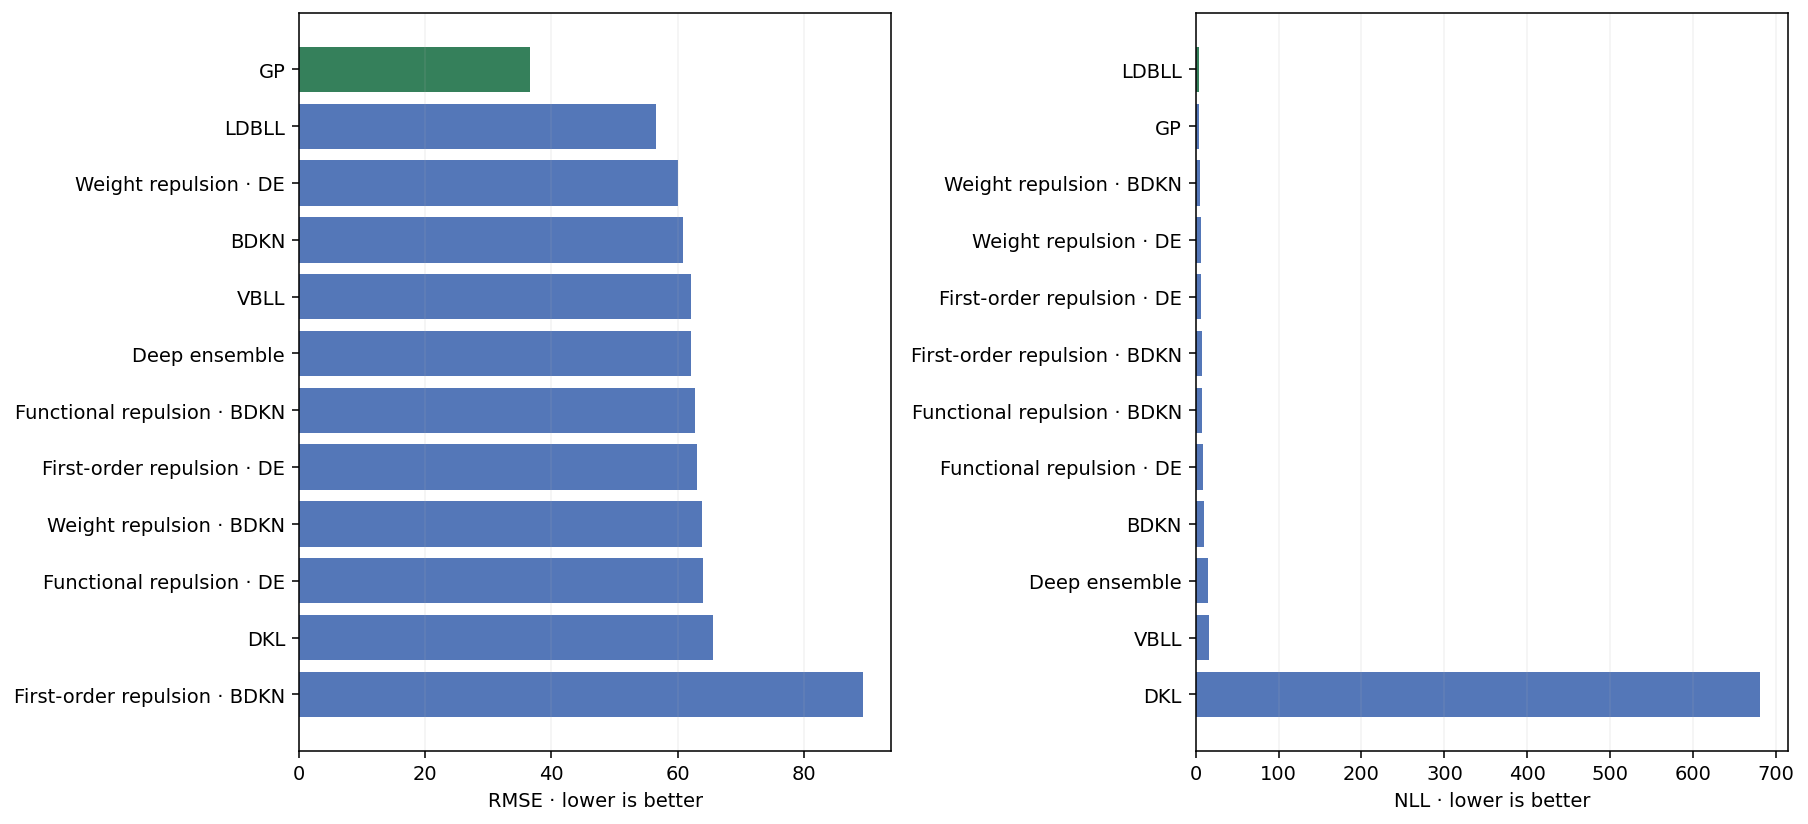 GP
LDBLL
Weight repulsion · DE
BDKN
VBLL
Deep ensemble
Functional repulsion · BDKN
First-order repulsion · DE
Weight repulsion · BDKN
Functional repulsion · DE
DKL
First-order repulsion · BDKN
0 20 40 60 80
RMSE · lower is better
LDBLL
GP
Weight repulsion · BDKN
Weight repulsion · DE
First-order repulsion · DE
First-order repulsion · BDKN
Functional repulsion · BDKN
Functional repulsion · DE
BDKN
Deep ensemble
VBLL
DKL
0 100 200 300 400 500 600 700
NLL · lower is better